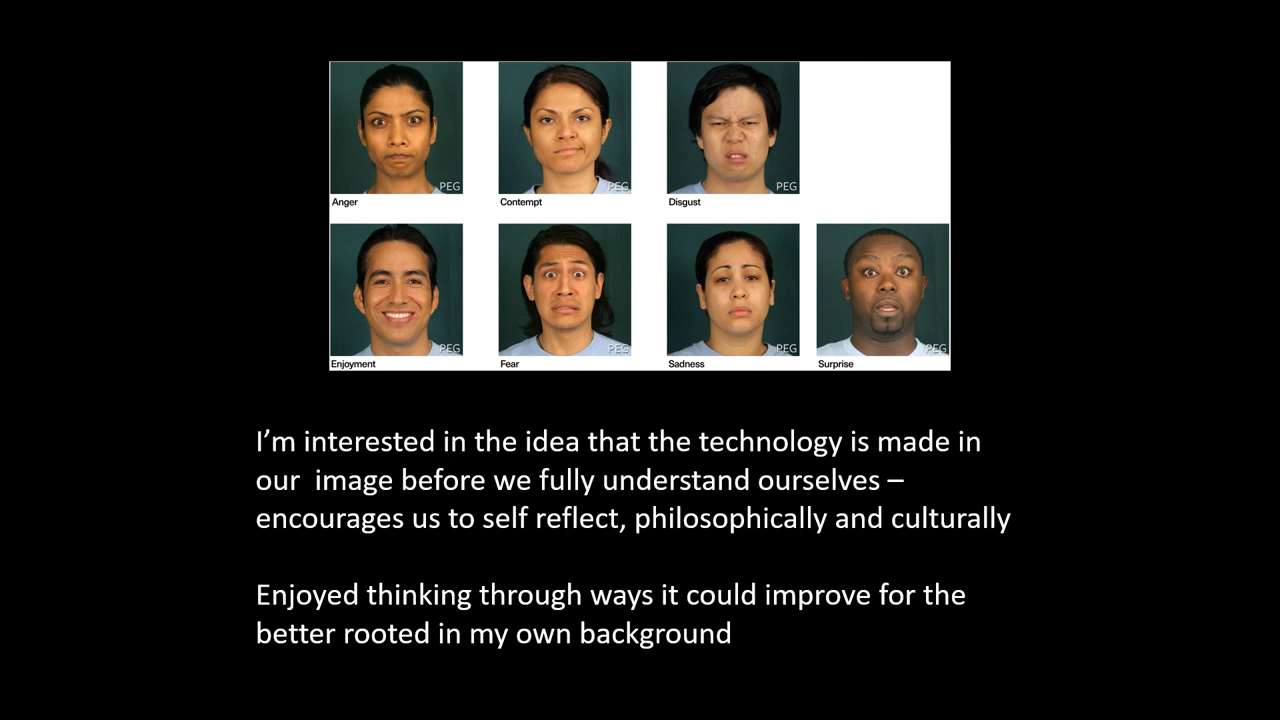 PEG PEG PEG
Anger Contempt Disgust
PEG PEG PEG PEG
Enjoyment Fear Sadness Surprise
I’m interested in the idea that the technology is made in
our  image before we fully understand ourselves –
encourages us to self reflect, philosophically and culturally
Enjoyed thinking through ways it could improve for the
better rooted in my own background